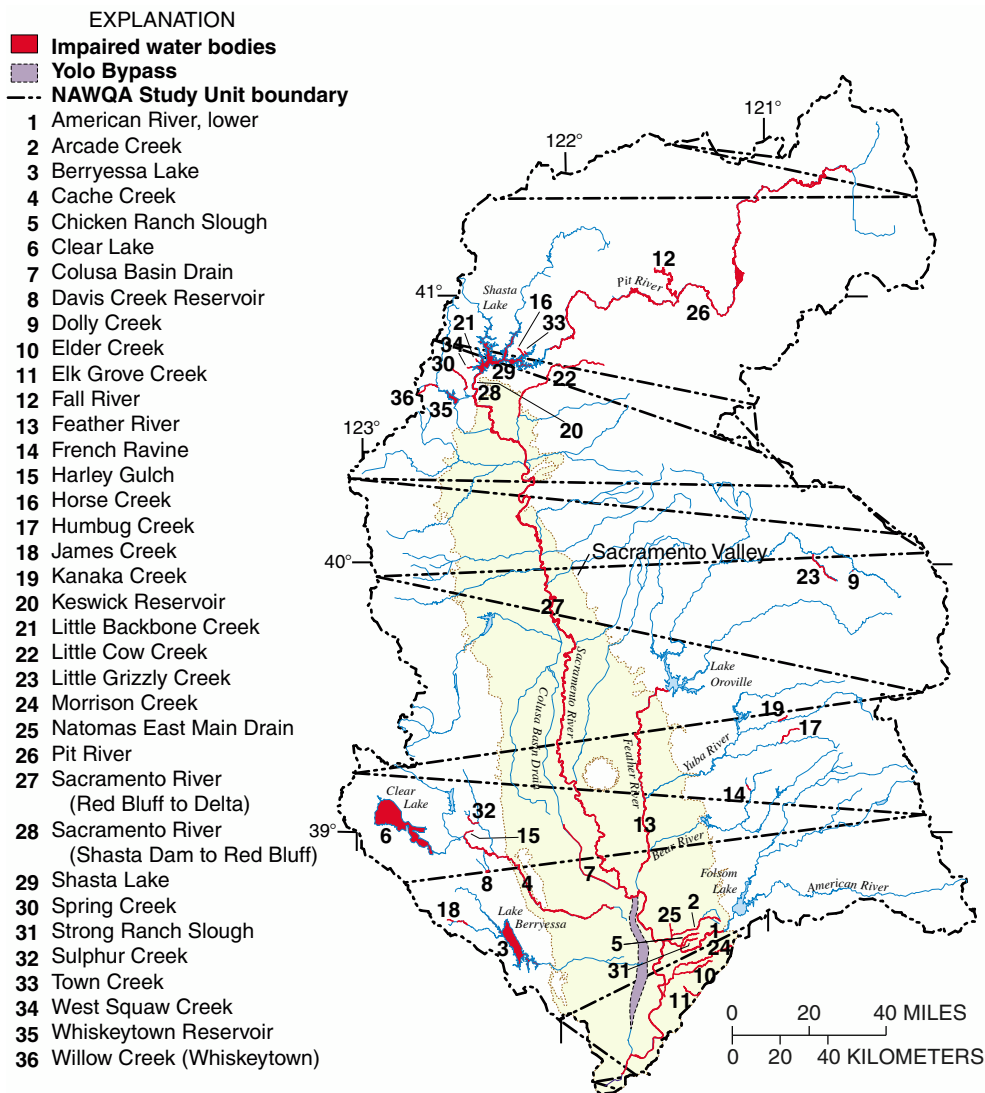 EXPLANATION
Impaired water bodies
Yolo Bypass
NAWQA Study Unit boundary
1 American River, lower
2 Arcade Creek
3 Berryessa Lake
4 Cache Creek
5 Chicken Ranch Slough
6 Clear Lake
7 Colusa Basin Drain
8 Davis Creek Reservoir
9 Dolly Creek
10 Elder Creek
11 Elk Grove Creek
12 Fall River
13 Feather River
14 French Ravine
15 Harley Gulch
16 Horse Creek
17 Humbug Creek
18 James Creek
19 Kanaka Creek
20 Keswick Reservoir
21 Little Backbone Creek
22 Little Cow Creek
23 Little Grizzly Creek
24 Morrison Creek
25 Natomas East Main Drain
26 Pit River
27 Sacramento River
(Red Bluff to Delta)
28 Sacramento River
(Shasta Dam to Red Bluff)
29 Shasta Lake
30 Spring Creek
31 Strong Ranch Slough
32 Sulphur Creek
33 Town Creek
34 West Squaw Creek
35 Whiskeytown Reservoir
36 Willow Creek (Whiskeytown)
121°
122°
12
Pit River
26
41°
Shasta
Lake
16
33
21
34
30
29
22
28
36
35
20
123°
40°
Sacramento Valley
23
9
27
Sacramento River
Colusa Basin Drain
Lake
Oroville
Feather River
19
17
Yuba River
14
Clear
Lake
32
39°
6
15
13
Bear River
8
4
7
Folsom
Lake
American River
18
Lake
Berryessa
3
25
2
1
5
24
31
10
11
0 20 40 MILES
0 20 40 KILOMETERS